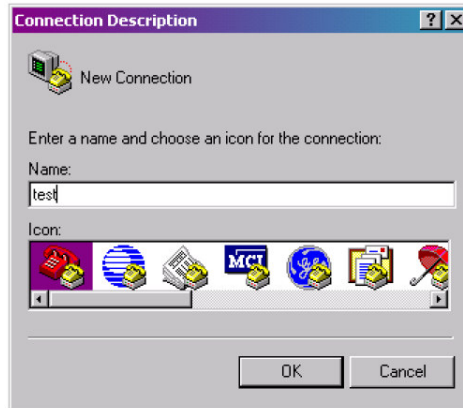 Connection Description
New Connection
Enter a name and choose an icon for the connection:
Name:
test
Icon:
MCI
OK Cancel